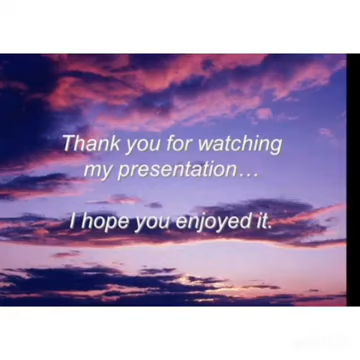 Thank you for watching
my presentation…
I hope you enjoyed it.